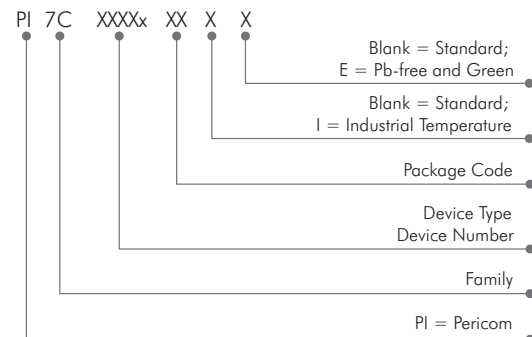 PI 7C XXXXx XX X X
Blank = Standard;
E = Pb-free and Green
Blank = Standard;
I = Industrial Temperature
Package Code
Device Type
Device Number
Family
PI = Pericom